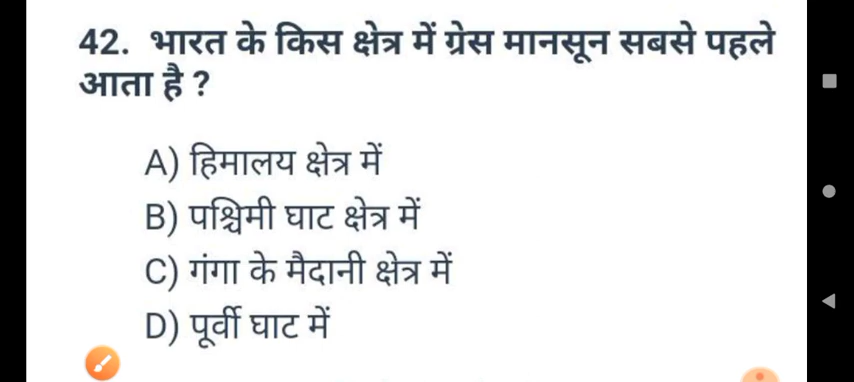 42. भारत के किस क्षेत्र में ग्रेस मानसून सबसे पहले
आता है ?
A) हिमालय क्षेत्र में
B) पश्चिमी घाट क्षेत्र में
C) गंगा के मैदानी क्षेत्र में
D) पूर्वी घाट में